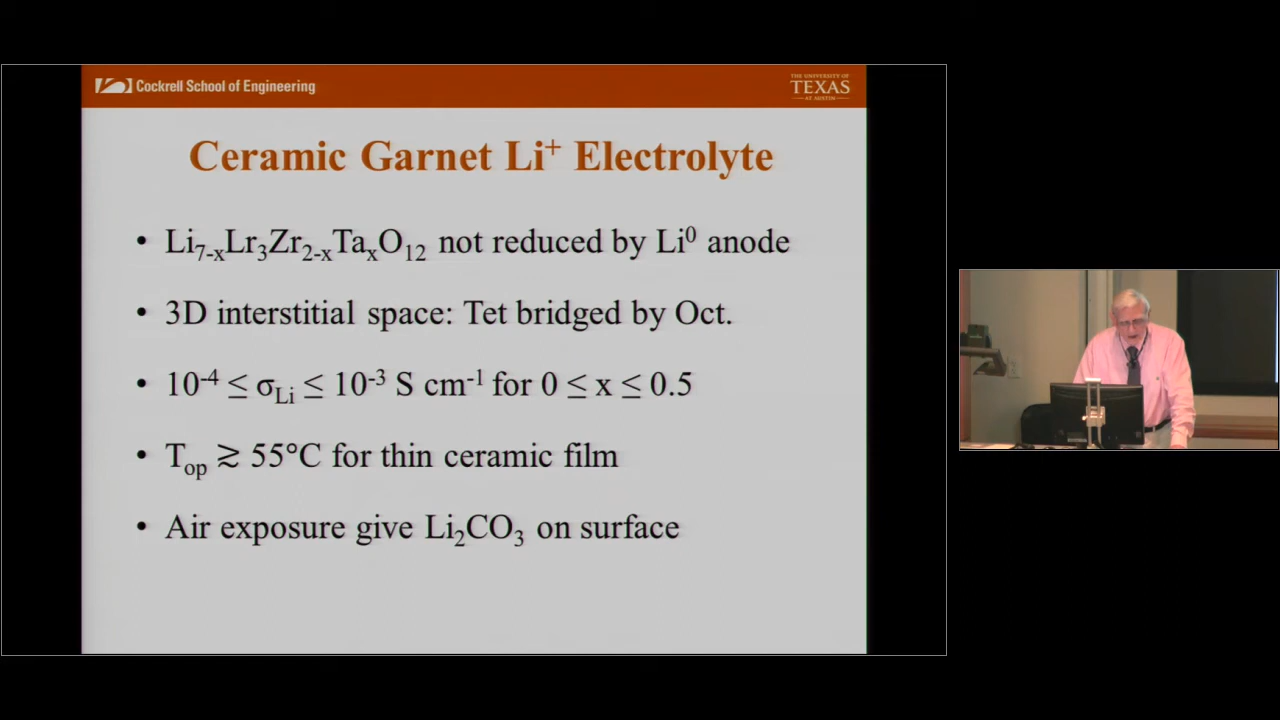 Cockrell School of Engineering
THE UNIVERSITY OF
TEXAS
AT AUSTIN
Ceramic Garnet Li⁺ Electrolyte
• Li₇₋ₓLr₃Zr₂₋ₓTaₓO₁₂ not reduced by Li⁰ anode
• 3D interstitial space: Tet bridged by Oct.
• 10⁻⁴ ≤ σ_Li ≤ 10⁻³ S cm⁻¹ for 0 ≤ x ≤ 0.5
• T_op ≳ 55°C for thin ceramic film
• Air exposure give Li₂CO₃ on surface